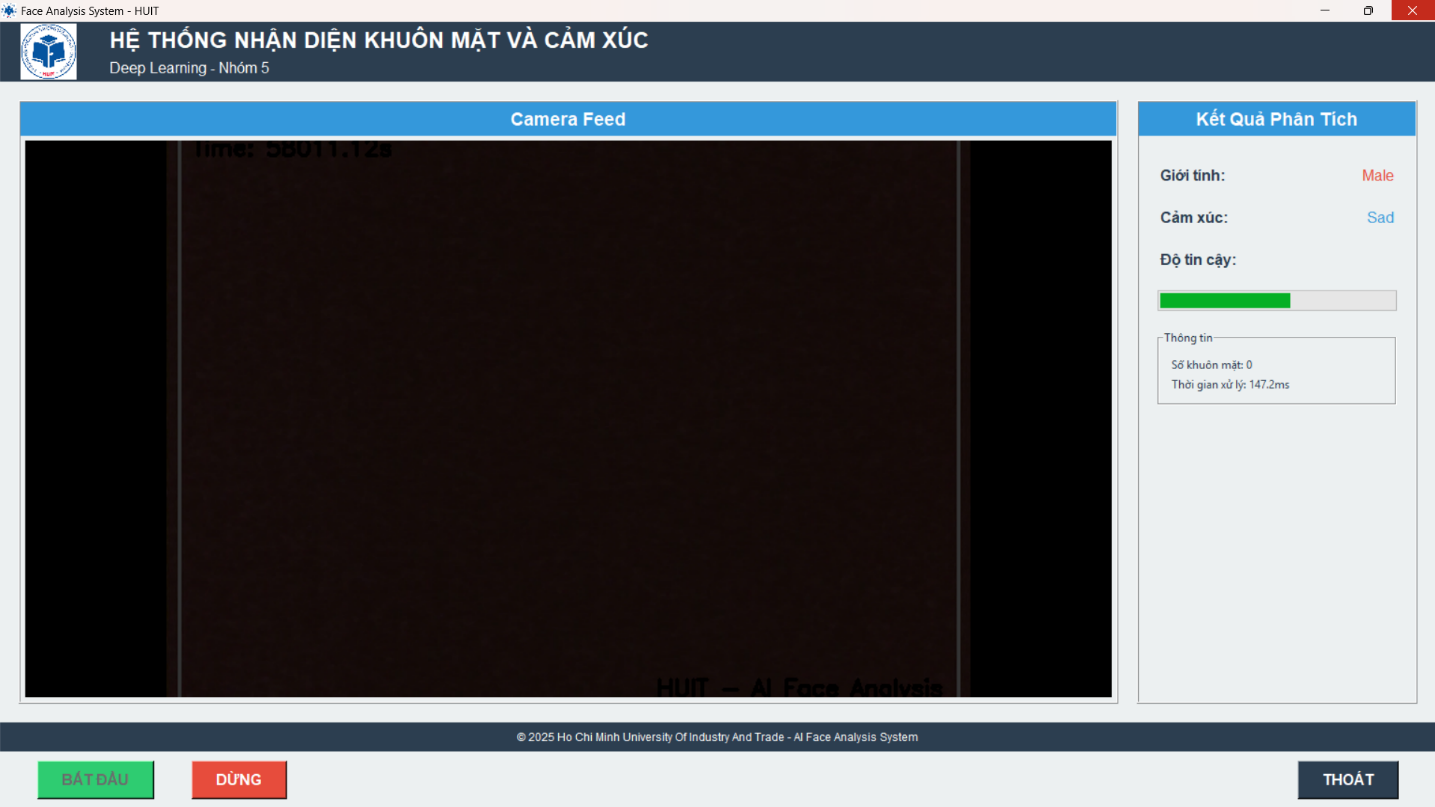 Face Analysis System - HUIT
HỆ THỐNG NHẬN DIỆN KHUÔN MẶT VÀ CẢM XÚC
Deep Learning - Nhóm 5
HUIT
Camera Feed
Time: 58011.12s
HUIT - AI Face Analysis
Kết Quả Phân Tích
Giới tính: Male
Cảm xúc: Sad
Độ tin cậy:
Thông tin
Số khuôn mặt: 0
Thời gian xử lý: 147.2ms
© 2025 Ho Chi Minh University Of Industry And Trade - AI Face Analysis System
BẮT ĐẦU
DỪNG
THOÁT